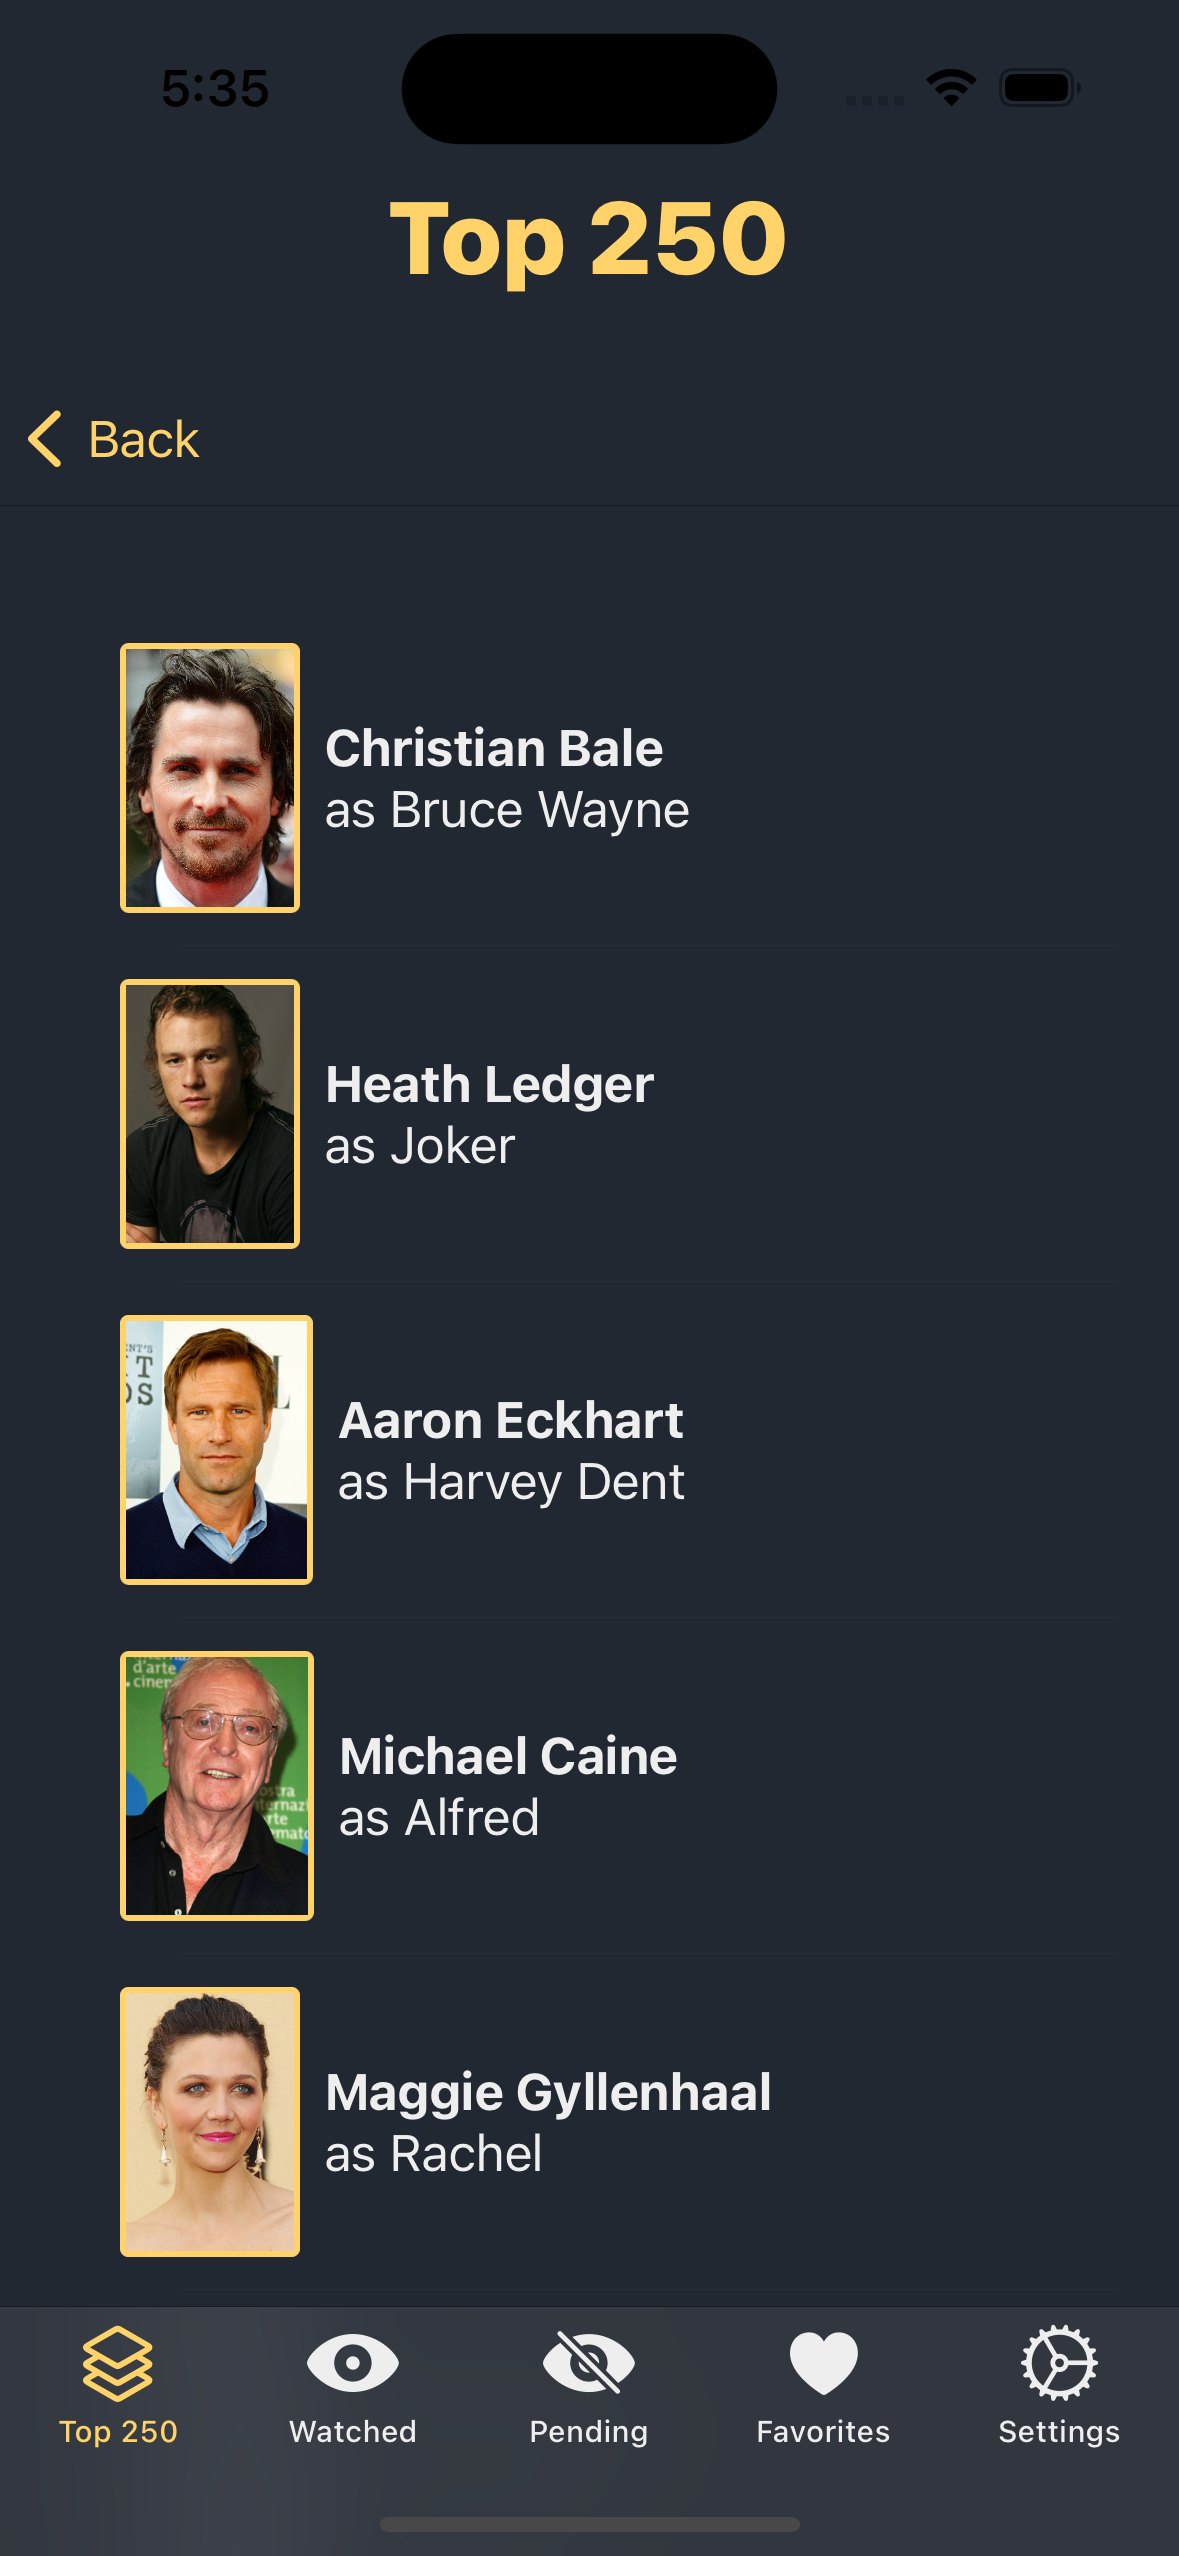 5:35
Top 250
Back
Christian Bale
as Bruce Wayne
Heath Ledger
as Joker
Aaron Eckhart
as Harvey Dent
d'arte
Michael Caine
as Alfred
Maggie Gyllenhaal
as Rachel
Top 250
Watched
Pending
Favorites
Settings